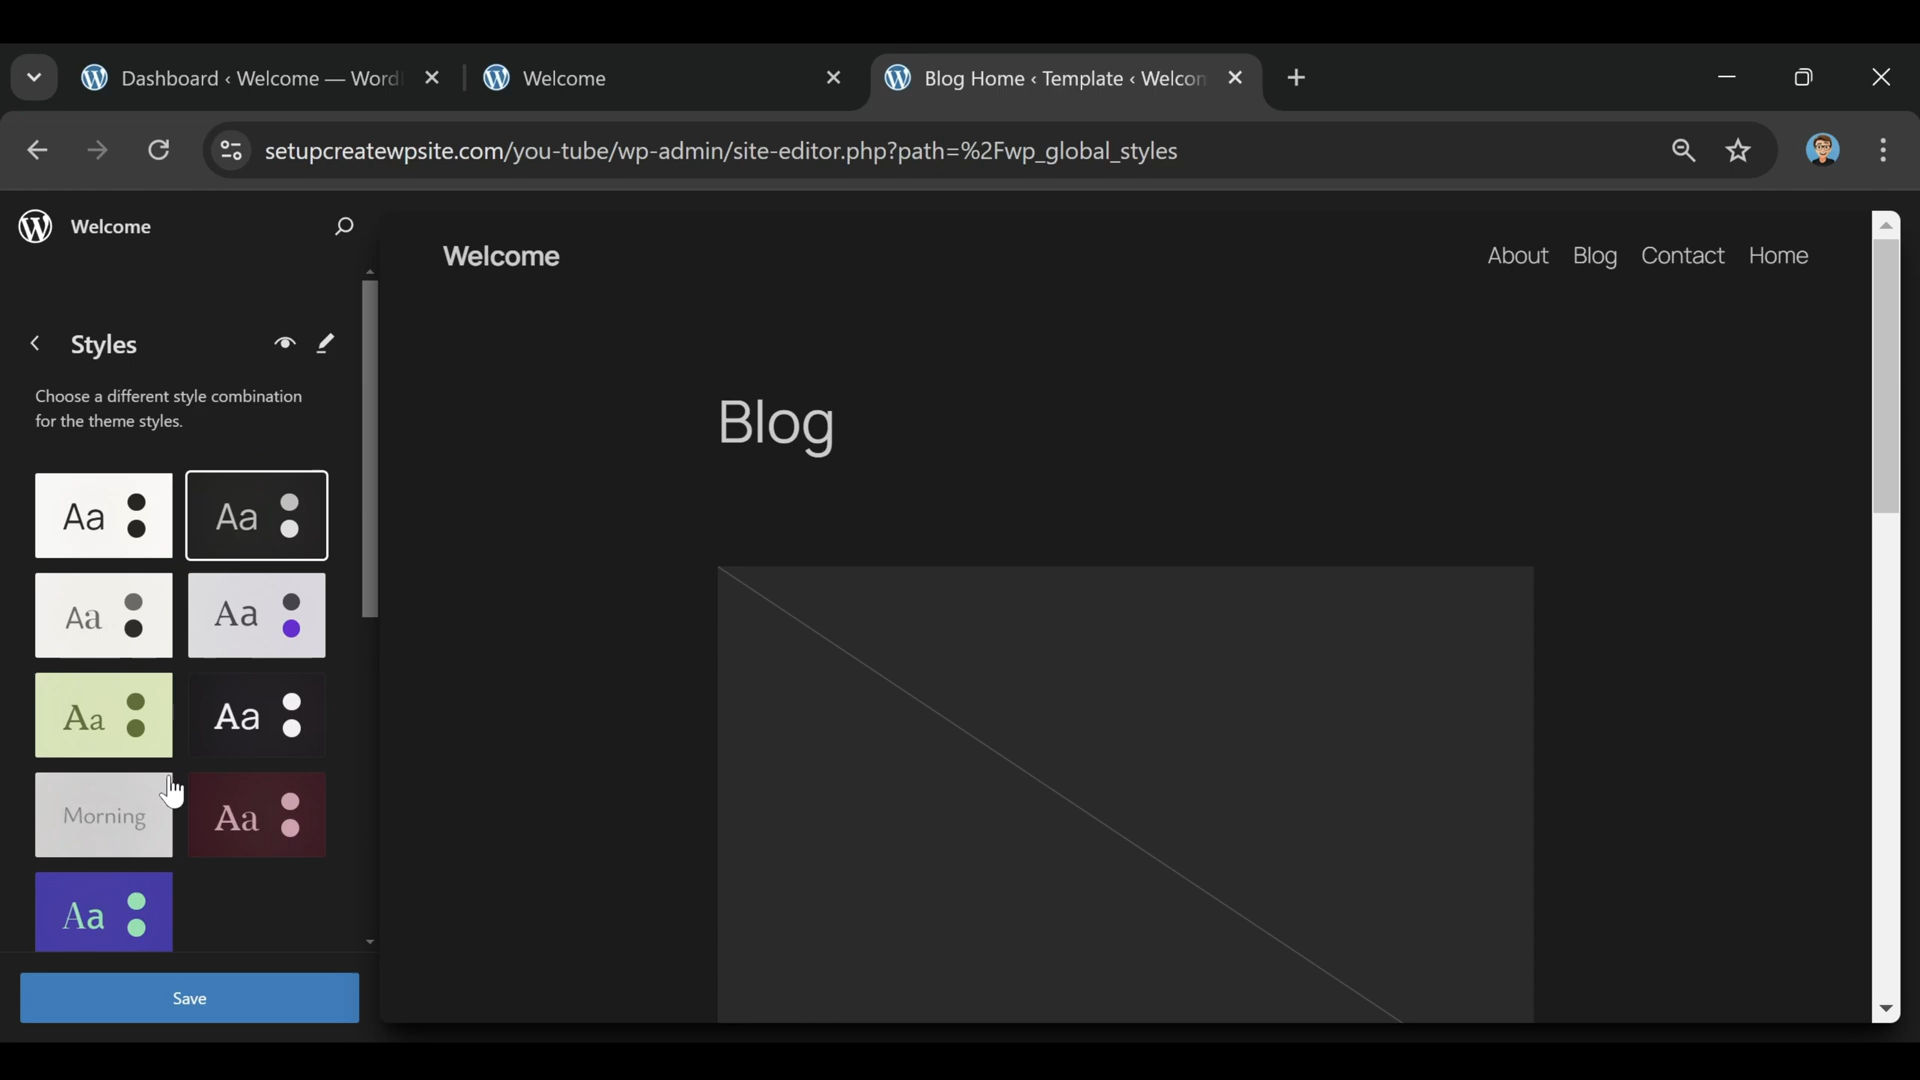 Dashboard ‹ Welcome — Word
Welcome
Blog Home ‹ Template ‹ Welcon
setupcreatewpsite.com/you-tube/wp-admin/site-editor.php?path=%2Fwp_global_styles
Welcome
Welcome
About Blog Contact Home
Styles
Choose a different style combination
for the theme styles.
Blog
Aa
Aa
Aa
Aa
Aa
Aa
Morning
Aa
Aa
Save